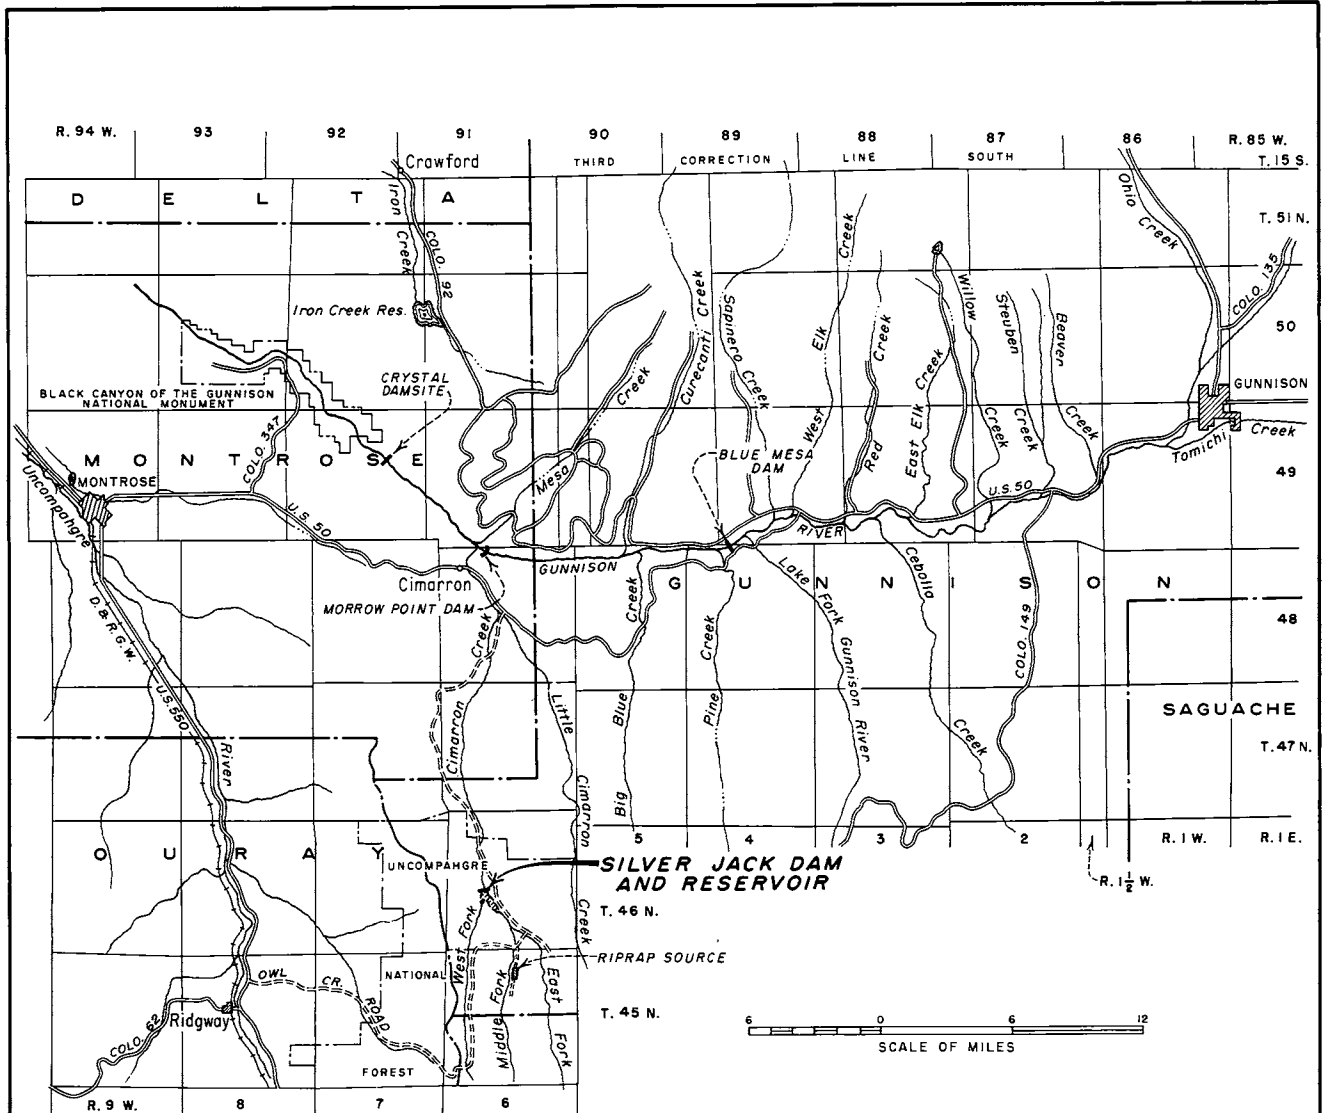 R. 94 W. 93 92 91 90 89 88 87 86 R. 85 W.
THIRD CORRECTION LINE SOUTH
T. 15 S.
Crawford
DELTA
Iron Creek
COLO. 92
Ohio Creek
T. 51 N.
COLO. 135
Iron Creek Res.
Curecanti Creek
Sapinero Creek
West Elk Creek
Red Creek
East Elk Creek
Willow Creek
Steuben Creek
Beaver Creek
50
CRYSTAL
DAMSITE
BLACK CANYON OF THE GUNNISON
NATIONAL MONUMENT
GUNNISON
Tomichi Creek
COLO. 347
Mesa Creek
BLUE MESA
DAM
MONTROSE
MONTROSE
49
Uncompahgre
U.S. 50
U.S. 50
RIVER
GUNNISON
Cimarron
MORROW POINT DAM
GUNNISON
Lake Fork Gunnison River
Cebolla Creek
COLO. 149
48
D. & R. G. W.
U.S. 550
River
Cimarron Creek
Little Cimarron Creek
Big Blue Creek
Pine Creek
SAGUACHE
T. 47 N.
5 4 3 2 R. 1 W. R. 1 E.
R. 1 1/2 W.
OURAY
UNCOMPAHGRE
SILVER JACK DAM
AND RESERVOIR
T. 46 N.
West Fork
RIPRAP SOURCE
NATIONAL
OWL CR. ROAD
Middle Fork
East Fork
T. 45 N.
Ridgway
COLO. 62
FOREST
6 0 6 12
SCALE OF MILES
R. 9 W. 8 7 6